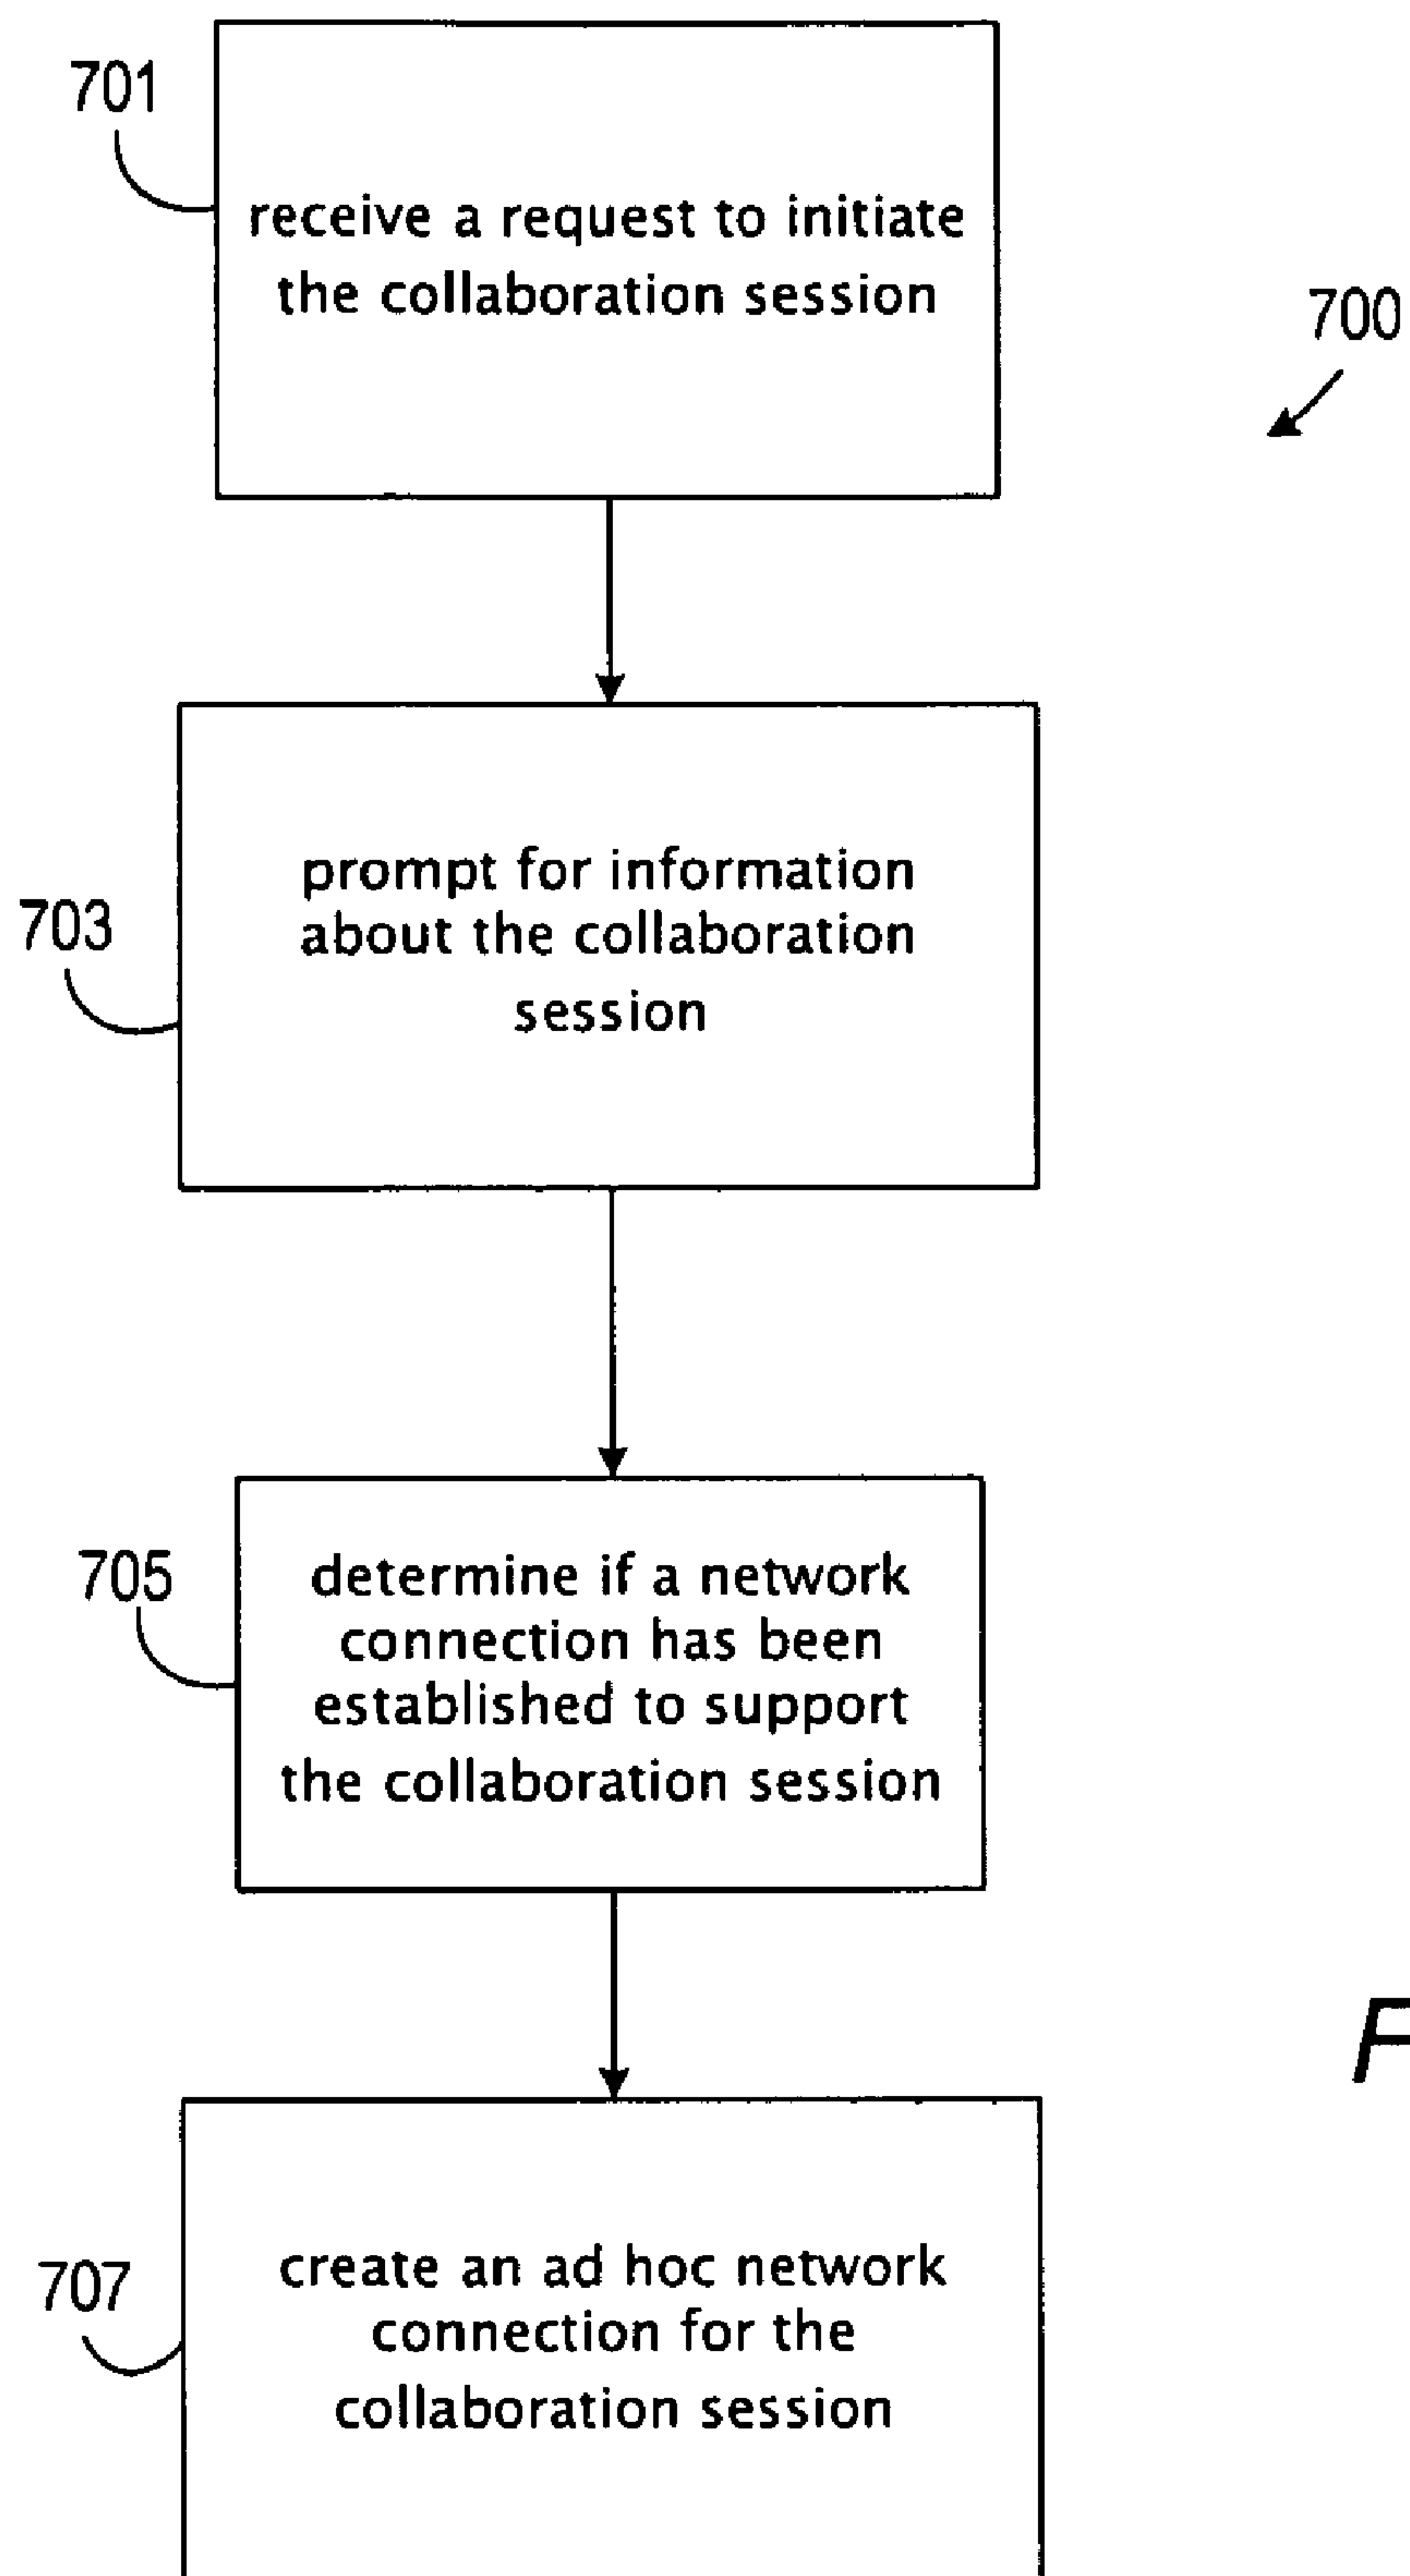 701
receive a request to initiate
the collaboration session
700
703
prompt for information
about the collaboration
session
705
determine if a network
connection has been
established to support
the collaboration session
F
707
create an ad hoc network
connection for the
collaboration session